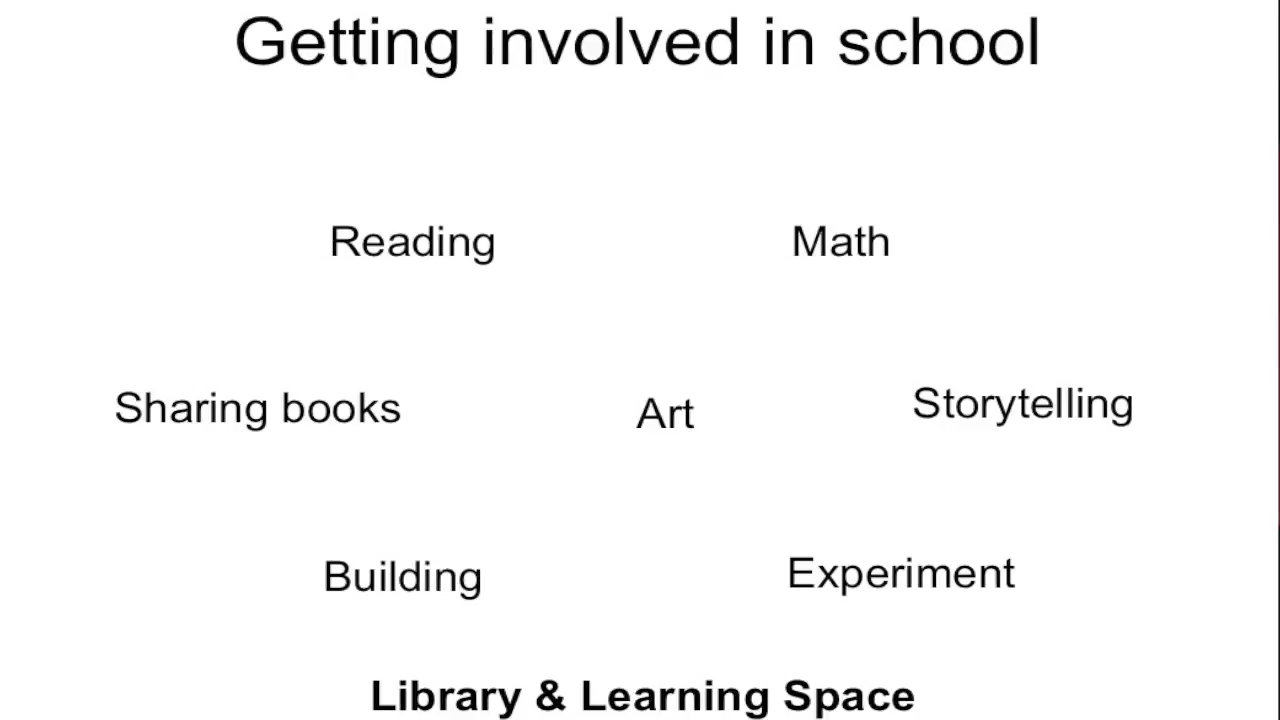 Getting involved in school
Reading Math
Sharing books Art Storytelling
Building Experiment
Library & Learning Space